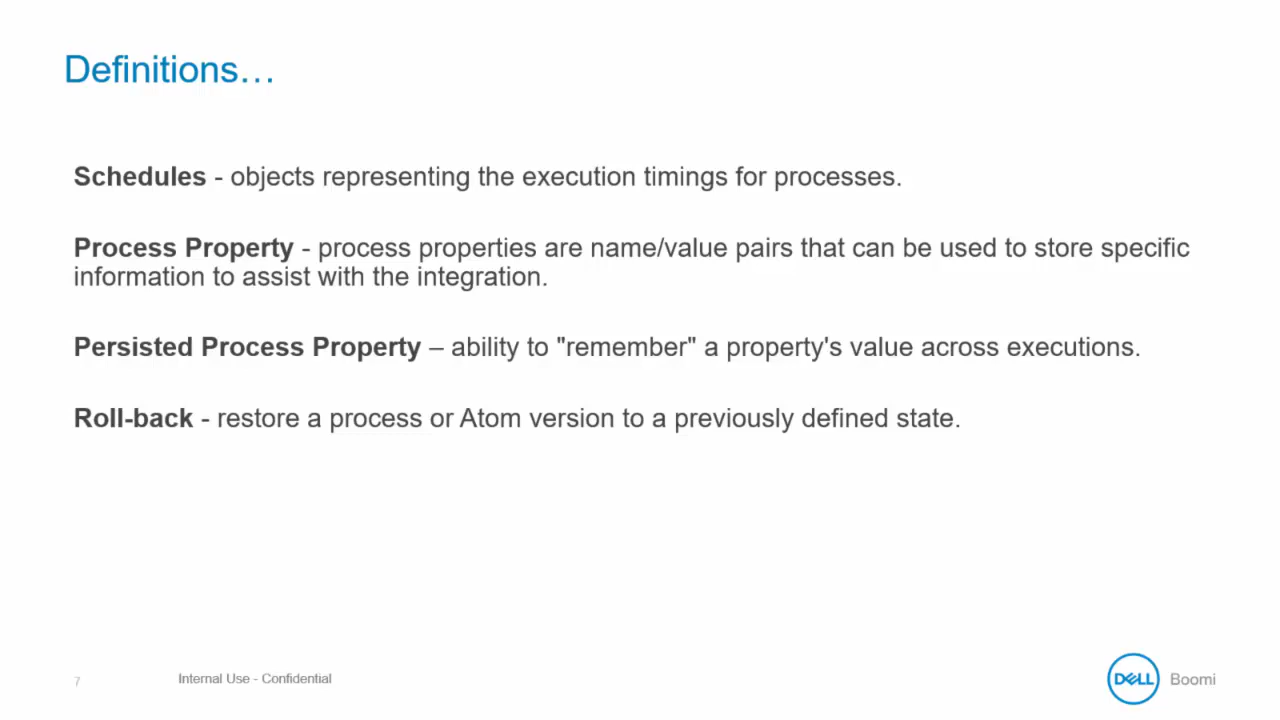 Definitions…
Schedules - objects representing the execution timings for processes.
Process Property - process properties are name/value pairs that can be used to store specific
information to assist with the integration.
Persisted Process Property – ability to "remember" a property's value across executions.
Roll-back - restore a process or Atom version to a previously defined state.
7
Internal Use - Confidential
DELL
Boomi